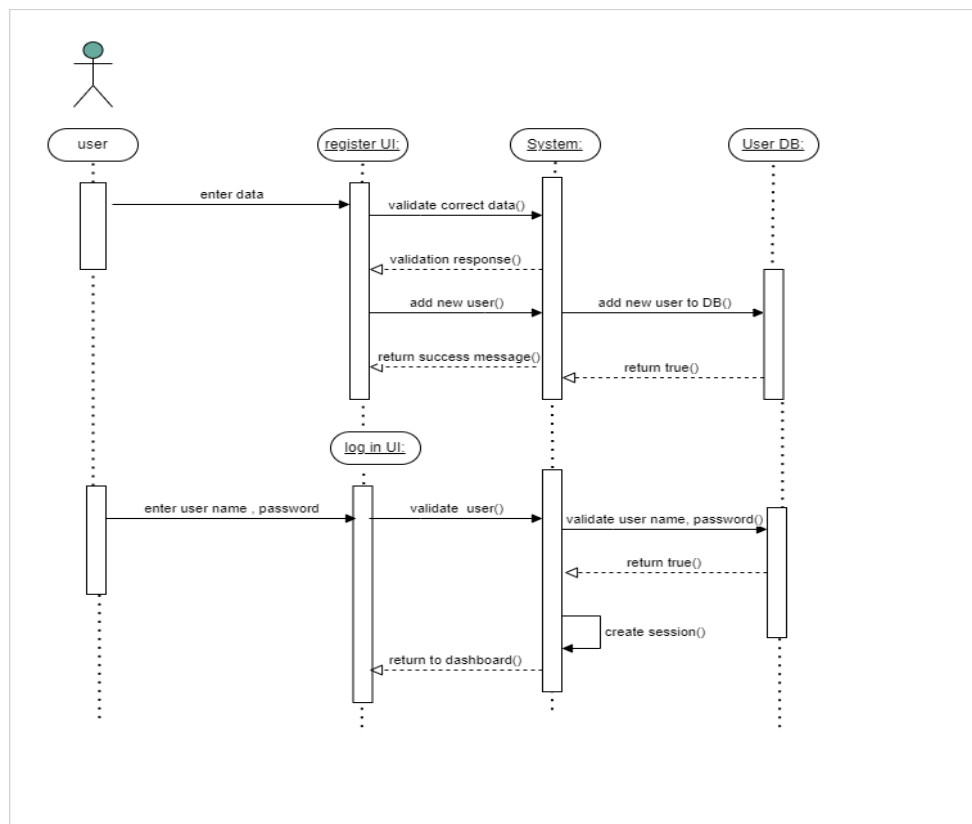 user
register UI:
System:
User DB:
enter data
validate correct data()
validation response()
add new user()
add new user to DB()
return success message()
return true()
log in UI:
enter user name , password
validate  user()
validate user name, password()
return true()
create session()
return to dashboard()